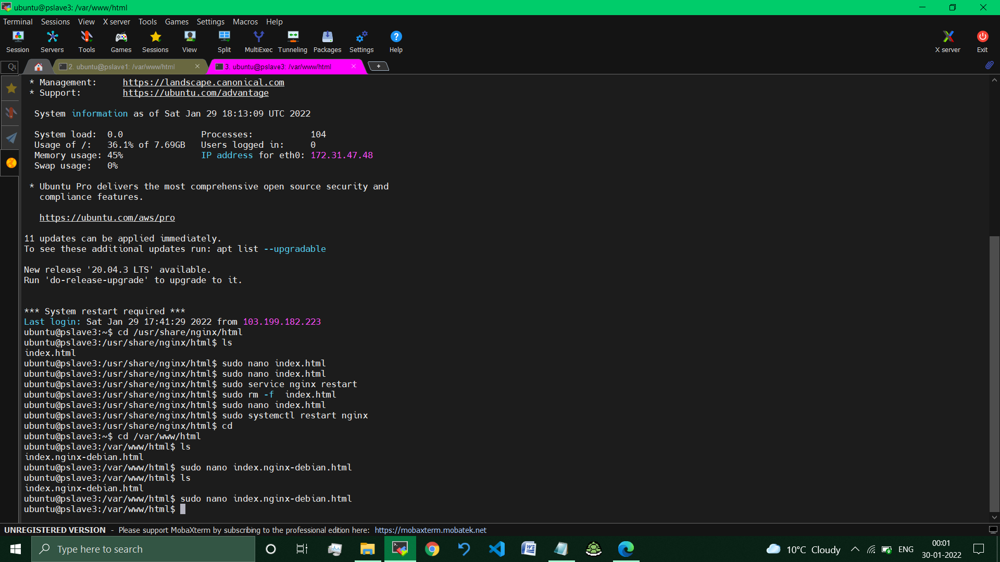 ubuntu@pslave3: /var/www/html
Terminal Sessions View X server Tools Games Settings Macros Help
Session Servers Tools Games Sessions View Split MultiExec Tunneling Packages Settings Help X server Exit
2. ubuntu@pslave1: /var/www/html 3. ubuntu@pslave3: /var/www/html
* Management: https://landscape.canonical.com
* Support: https://ubuntu.com/advantage
System information as of Sat Jan 29 18:13:09 UTC 2022
System load: 0.0 Processes: 104
Usage of /: 36.1% of 7.69GB Users logged in: 0
Memory usage: 45% IP address for eth0: 172.31.47.48
Swap usage: 0%
* Ubuntu Pro delivers the most comprehensive open source security and
compliance features.
https://ubuntu.com/aws/pro
11 updates can be applied immediately.
To see these additional updates run: apt list --upgradable
New release '20.04.3 LTS' available.
Run 'do-release-upgrade' to upgrade to it.
*** System restart required ***
Last login: Sat Jan 29 17:41:29 2022 from 103.199.182.223
ubuntu@pslave3:~$ cd /usr/share/nginx/html
ubuntu@pslave3:/usr/share/nginx/html$ ls
index.html
ubuntu@pslave3:/usr/share/nginx/html$ sudo nano index.html
ubuntu@pslave3:/usr/share/nginx/html$ sudo nano index.html
ubuntu@pslave3:/usr/share/nginx/html$ sudo service nginx restart
ubuntu@pslave3:/usr/share/nginx/html$ sudo rm -f  index.html
ubuntu@pslave3:/usr/share/nginx/html$ sudo nano index.html
ubuntu@pslave3:/usr/share/nginx/html$ sudo systemctl restart nginx
ubuntu@pslave3:/usr/share/nginx/html$ cd
ubuntu@pslave3:~$ cd /var/www/html
ubuntu@pslave3:/var/www/html$ ls
index.nginx-debian.html
ubuntu@pslave3:/var/www/html$ sudo nano index.nginx-debian.html
ubuntu@pslave3:/var/www/html$ ls
index.nginx-debian.html
ubuntu@pslave3:/var/www/html$ sudo nano index.nginx-debian.html
ubuntu@pslave3:/var/www/html$
UNREGISTERED VERSION - Please support MobaXterm by subscribing to the professional edition here: https://mobaxterm.mobatek.net
Type here to search
10°C Cloudy
ENG
00:01
30-01-2022